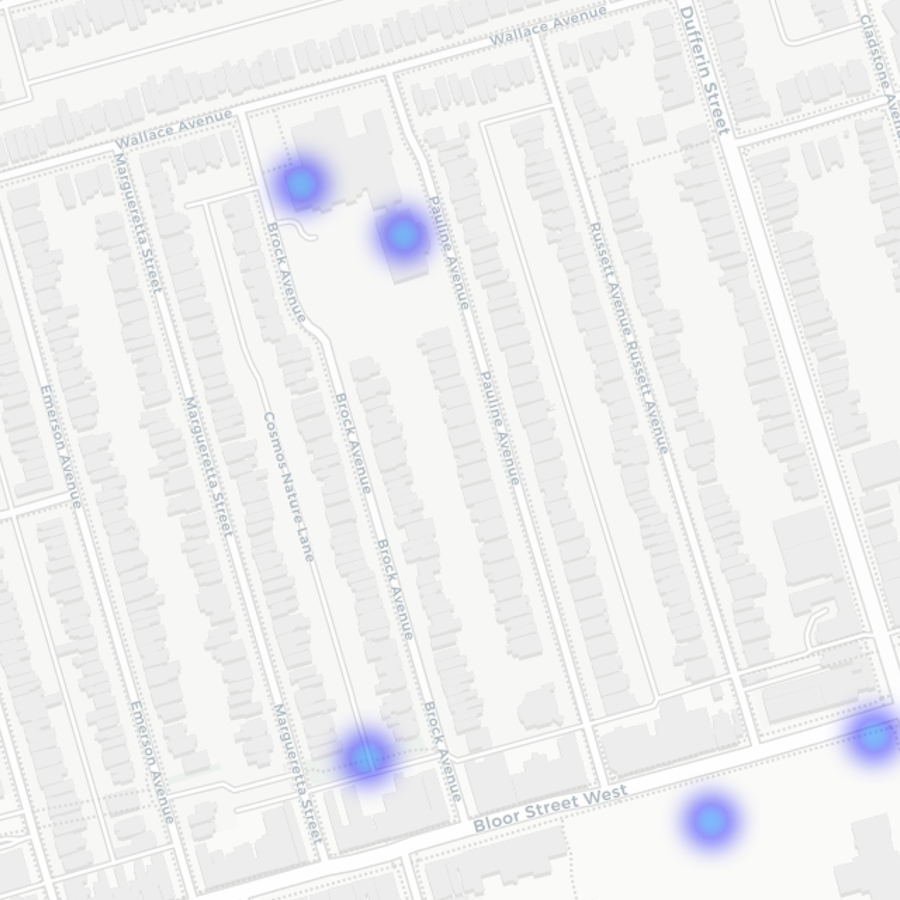 Wallace Avenue
Dufferin Street
Gladstone Aven
Wallace Avenue
Margueretta Street
Brock Avenue
Pauline Avenue
Russett Avenue Russett Avenue
Emerson Avenue
Margueretta Street
Cosmos Nature Lane
Brock Avenue
Pauline Avenue
Brock Avenue
Emerson Avenue
Margueretta Street
Brock Avenue
Bloor Street West